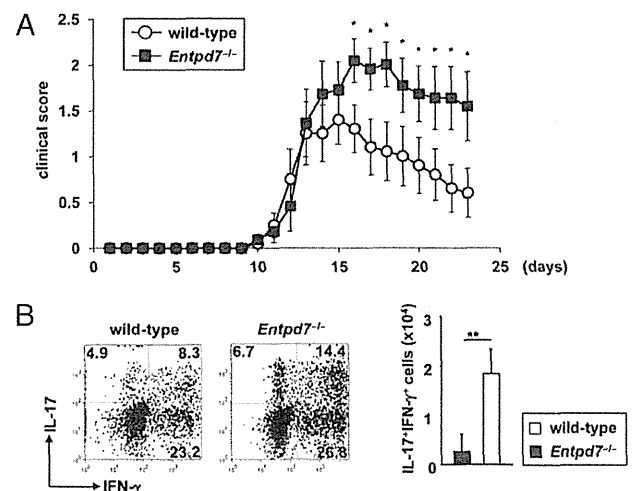 A
wild-type
Entpd7-/-
clinical score
2.5
2
1.5
1
0.5
0
* * * * * * * *
0 5 10 15 20 25 (days)
B
wild-type
Entpd7-/-
4.9 8.3
23.2
6.7 14.4
26.8
IL-17
IFN-γ
IL-17+IFN-γ+ cells (x10⁴)
3
2
1
0
**
wild-type
Entpd7-/-